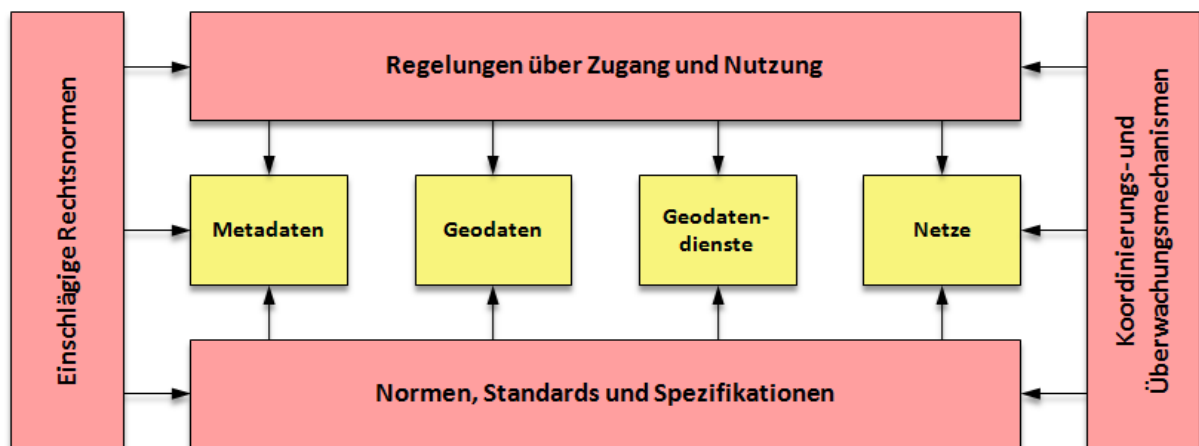 Einschlägige Rechtsnormen
Regelungen über Zugang und Nutzung
Metadaten
Geodaten
Geodaten-
dienste
Netze
Normen, Standards und Spezifikationen
Koordinierungs- und
Überwachungsmechanismen